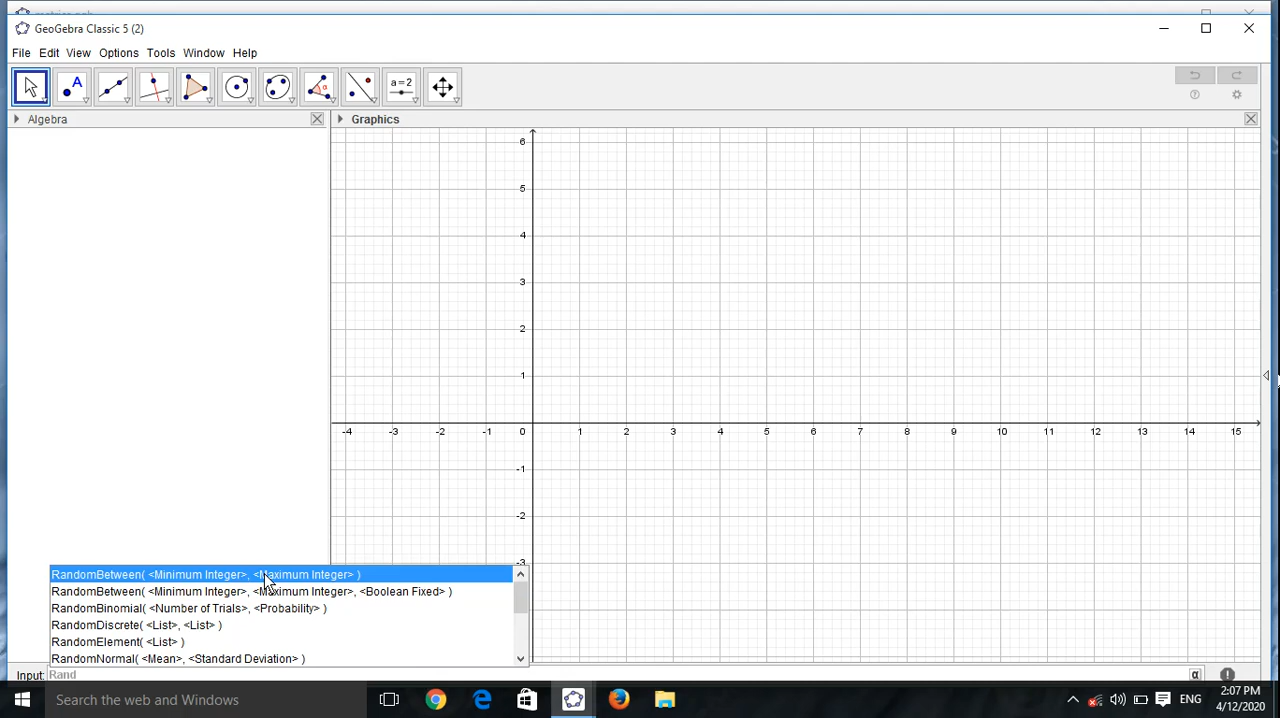 GeoGebra Classic 5 (2)
File Edit View Options Tools Window Help
A
α
a=2
Algebra
Graphics
6
5
4
3
2
1
-4 -3 -2 -1 0 1 2 3 4 5 6 7 8 9 10 11 12 13 14 15
-1
-2
-3
RandomBetween( <Minimum Integer>, <Maximum Integer> )
RandomBetween( <Minimum Integer>, <Maximum Integer>, <Boolean Fixed> )
RandomBinomial( <Number of Trials>, <Probability> )
RandomDiscrete( <List>, <List> )
RandomElement( <List> )
RandomNormal( <Mean>, <Standard Deviation> )
Input: Rand
α
Search the web and Windows
ENG
2:07 PM
4/12/2020